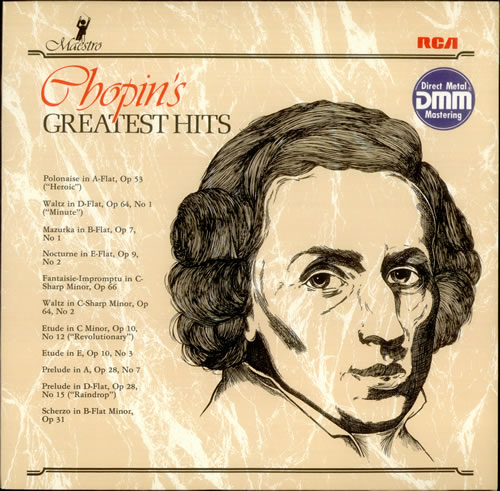 Maestro
RCA
Chopin's
GREATEST HITS
Direct Metal
DMM
Mastering
Polonaise in A-Flat, Op 53
("Heroic")
Waltz in D-Flat, Op 64, No 1
("Minute")
Mazurka in B-Flat, Op 7,
No 1
Nocturne in E-Flat, Op 9,
No 2
Fantaisie-Impromptu in C-
Sharp Minor, Op 66
Waltz in C-Sharp Minor, Op
64, No 2
Etude in C Minor, Op 10,
No 12 ("Revolutionary")
Etude in E, Op 10, No 3
Prelude in A, Op 28, No 7
Prelude in D-Flat, Op 28,
No 15 ("Raindrop")
Scherzo in B-Flat Minor,
Op 31